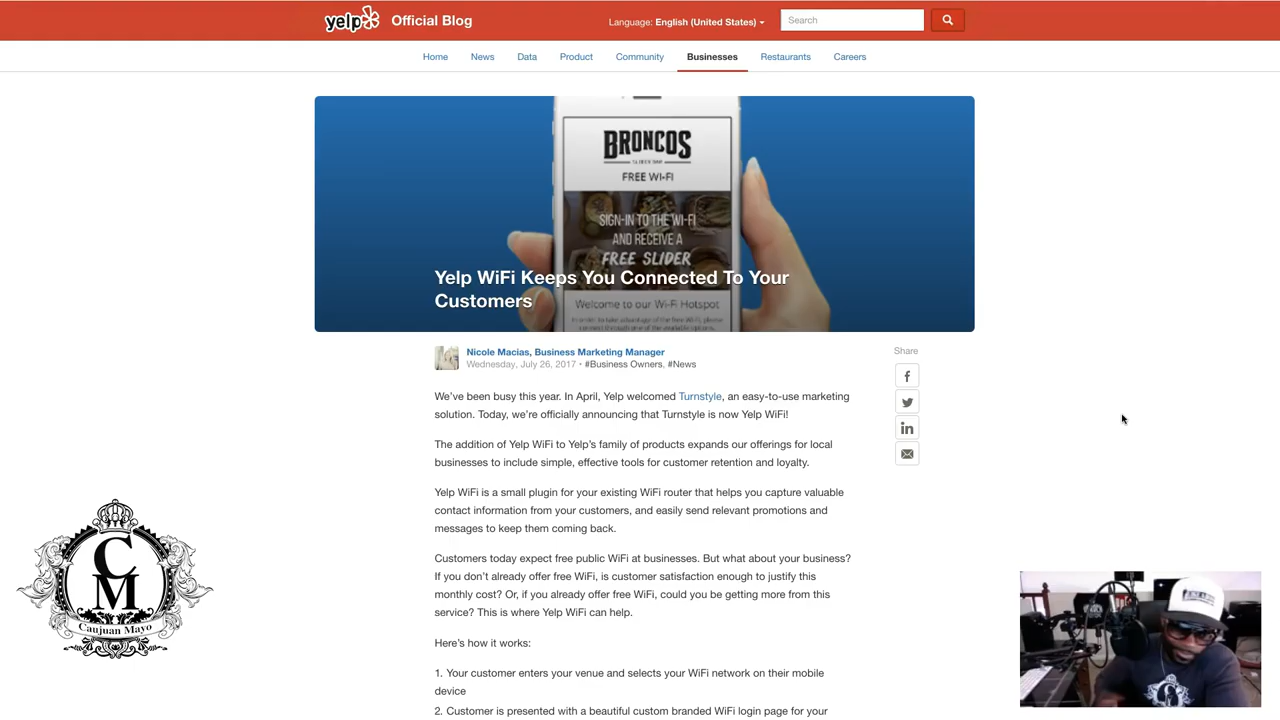 yelp Official Blog
Language: English (United States)
Search
Home News Data Product Community Businesses Restaurants Careers
BRONCOS
FREE WI-FI
SIGN-IN TO THE WI-FI
AND RECEIVE A
FREE SLIDER
Welcome to our Wi-Fi Hotspot
Yelp WiFi Keeps You Connected To Your
Customers
Nicole Macias, Business Marketing Manager
Wednesday, July 26, 2017 • #Business Owners, #News
Share
We've been busy this year. In April, Yelp welcomed Turnstyle, an easy-to-use marketing
solution. Today, we're officially announcing that Turnstyle is now Yelp WiFi!
The addition of Yelp WiFi to Yelp's family of products expands our offerings for local
businesses to include simple, effective tools for customer retention and loyalty.
Yelp WiFi is a small plugin for your existing WiFi router that helps you capture valuable
contact information from your customers, and easily send relevant promotions and
messages to keep them coming back.
Customers today expect free public WiFi at businesses. But what about your business?
If you don't already offer free WiFi, is customer satisfaction enough to justify this
monthly cost? Or, if you already offer free WiFi, could you be getting more from this
service? This is where Yelp WiFi can help.
Here's how it works:
1. Your customer enters your venue and selects your WiFi network on their mobile
device
2. Customer is presented with a beautiful custom branded WiFi login page for your
C
M
Caujuan Mayo